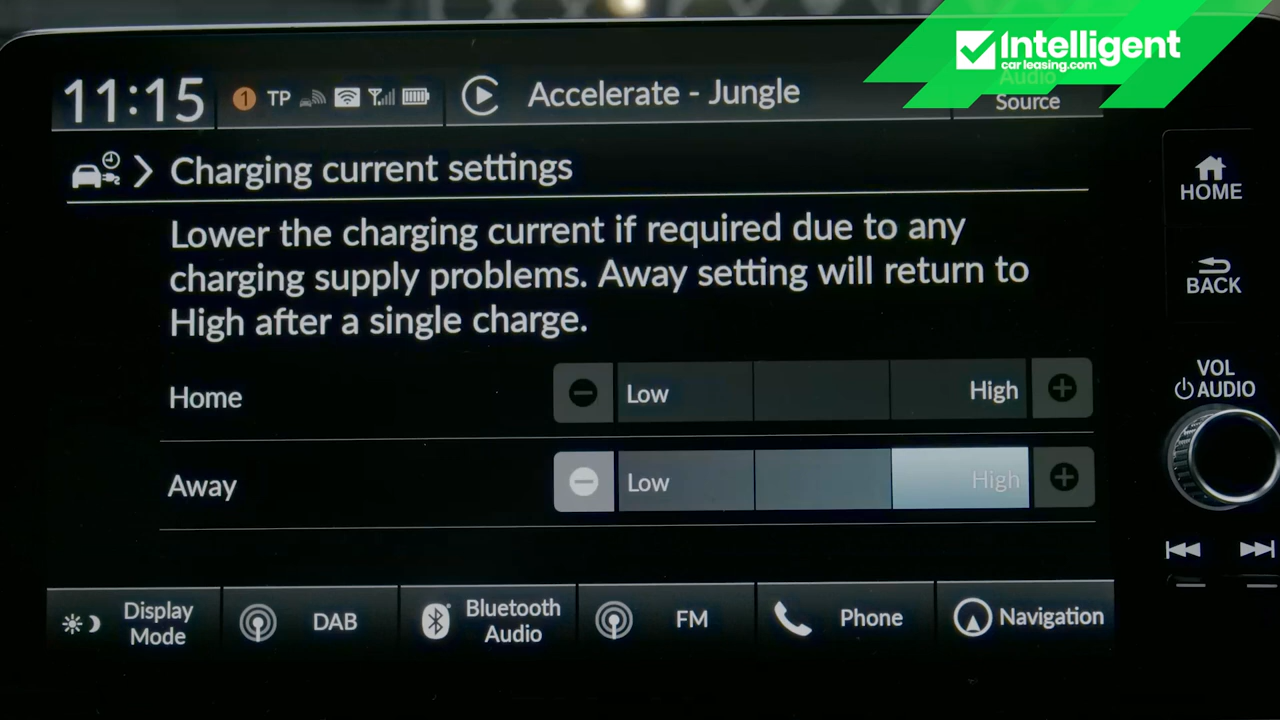 Intelligent
carleasing.com
11:15
1 TP
Accelerate - Jungle
Audio
Source
Charging current settings
Lower the charging current if required due to any
charging supply problems. Away setting will return to
High after a single charge.
Home
Low
High
Away
Low
High
HOME
BACK
VOL
AUDIO
Display
Mode
DAB
Bluetooth
Audio
FM
Phone
Navigation